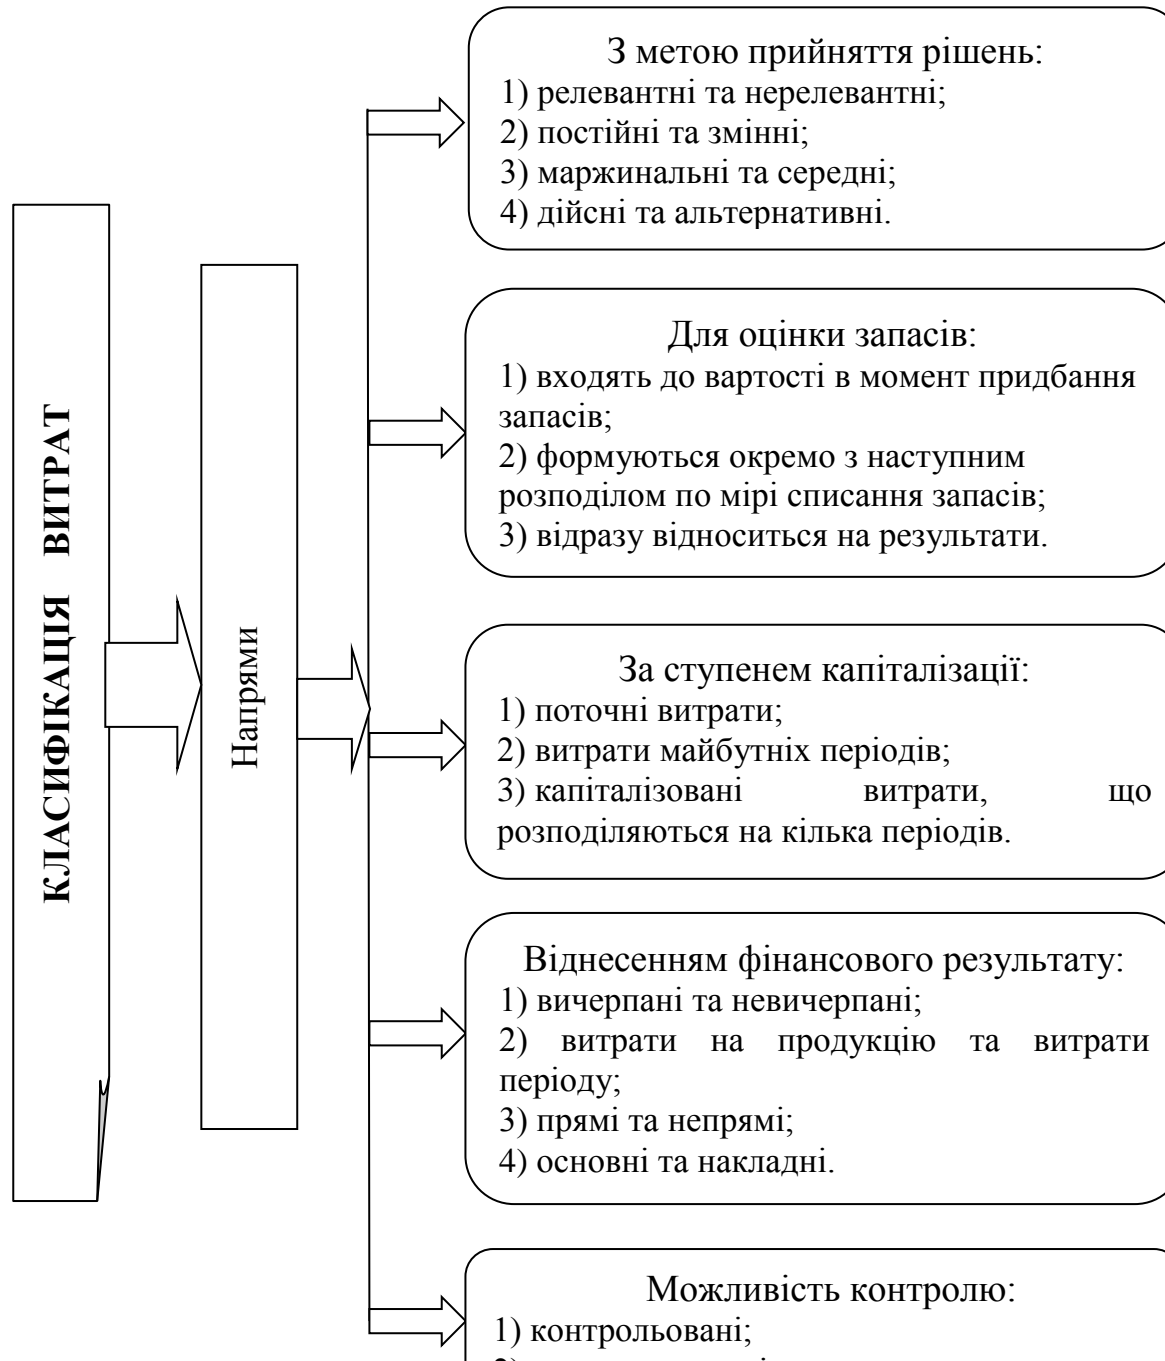 КЛАСИФІКАЦІЯ ВИТРАТ
Напрями
З метою прийняття рішень:
1) релевантні та нерелевантні;
2) постійні та змінні;
3) маржинальні та середні;
4) дійсні та альтернативні.
Для оцінки запасів:
1) входять до вартості в момент придбання
запасів;
2) формуються окремо з наступним
розподілом по мірі списання запасів;
3) відразу відноситься на результати.
За ступенем капіталізації:
1) поточні витрати;
2) витрати майбутніх періодів;
3) капіталізовані витрати, що
розподіляються на кілька періодів.
Віднесенням фінансового результату:
1) вичерпані та невичерпані;
2) витрати на продукцію та витрати
періоду;
3) прямі та непрямі;
4) основні та накладні.
Можливість контролю:
1) контрольовані;